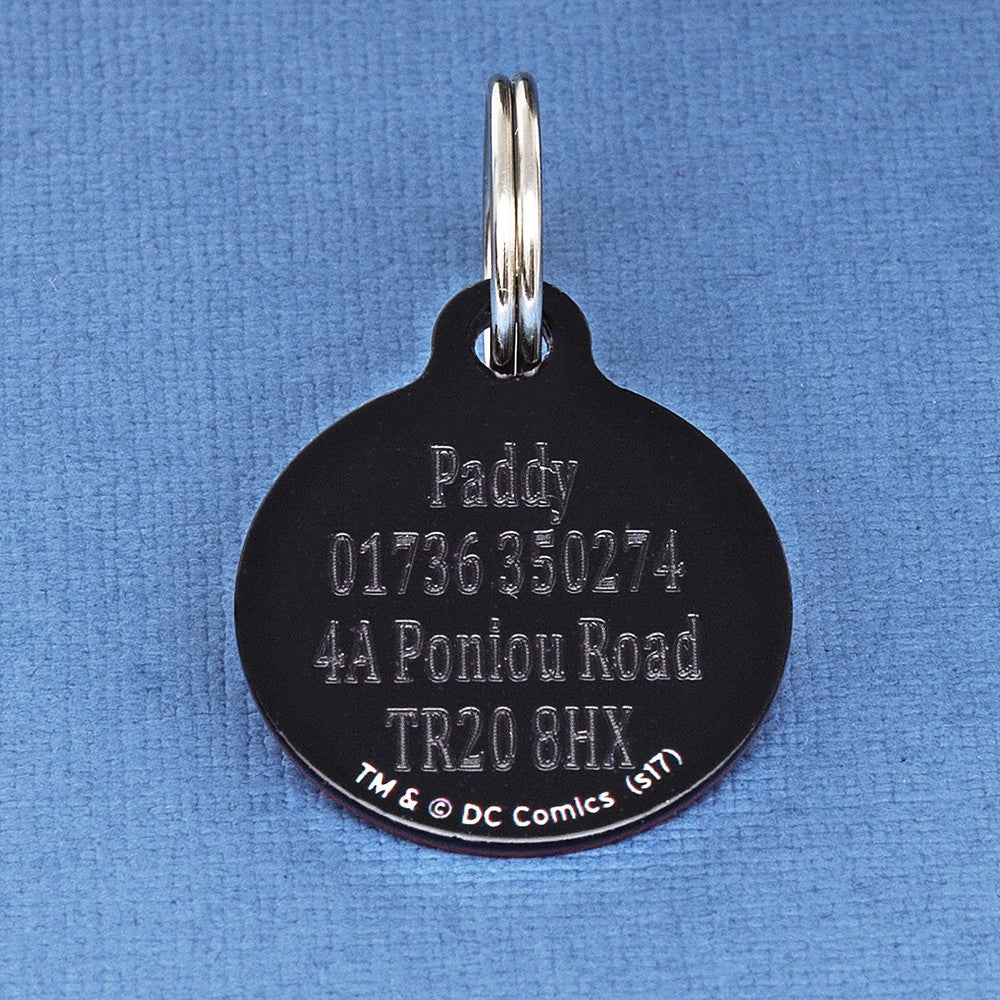 Paddy
01736 350274
4A Poniou Road
TR20 8HX
TM & © DC Comics (s17)